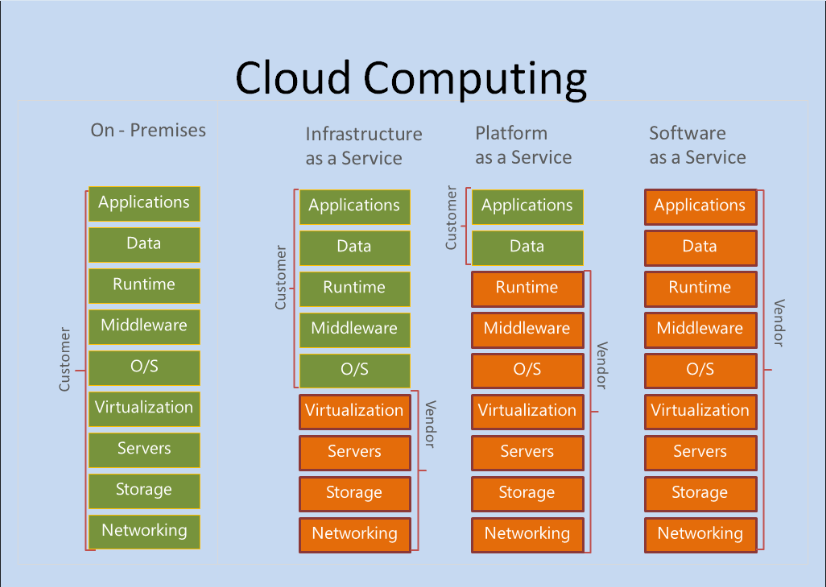 Cloud Computing
On - Premises
Customer
Applications
Data
Runtime
Middleware
O/S
Virtualization
Servers
Storage
Networking
Infrastructure
as a Service
Customer
Applications
Data
Runtime
Middleware
O/S
Virtualization
Servers
Storage
Networking
Vendor
Platform
as a Service
Customer
Applications
Data
Runtime
Middleware
O/S
Virtualization
Servers
Storage
Networking
Vendor
Software
as a Service
Applications
Data
Runtime
Middleware
O/S
Virtualization
Servers
Storage
Networking
Vendor